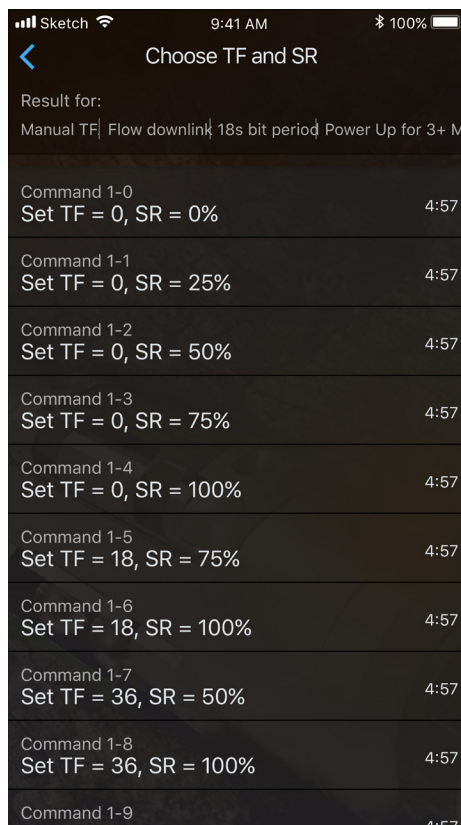 Sketch 9:41 AM 100%
Choose TF and SR
Result for:
Manual TF| Flow downlink| 18s bit period| Power Up for 3+ M
Command 1-0
Set TF = 0, SR = 0% 4:57
Command 1-1
Set TF = 0, SR = 25% 4:57
Command 1-2
Set TF = 0, SR = 50% 4:57
Command 1-3
Set TF = 0, SR = 75% 4:57
Command 1-4
Set TF = 0, SR = 100% 4:57
Command 1-5
Set TF = 18, SR = 75% 4:57
Command 1-6
Set TF = 18, SR = 100% 4:57
Command 1-7
Set TF = 36, SR = 50% 4:57
Command 1-8
Set TF = 36, SR = 100% 4:57
Command 1-9